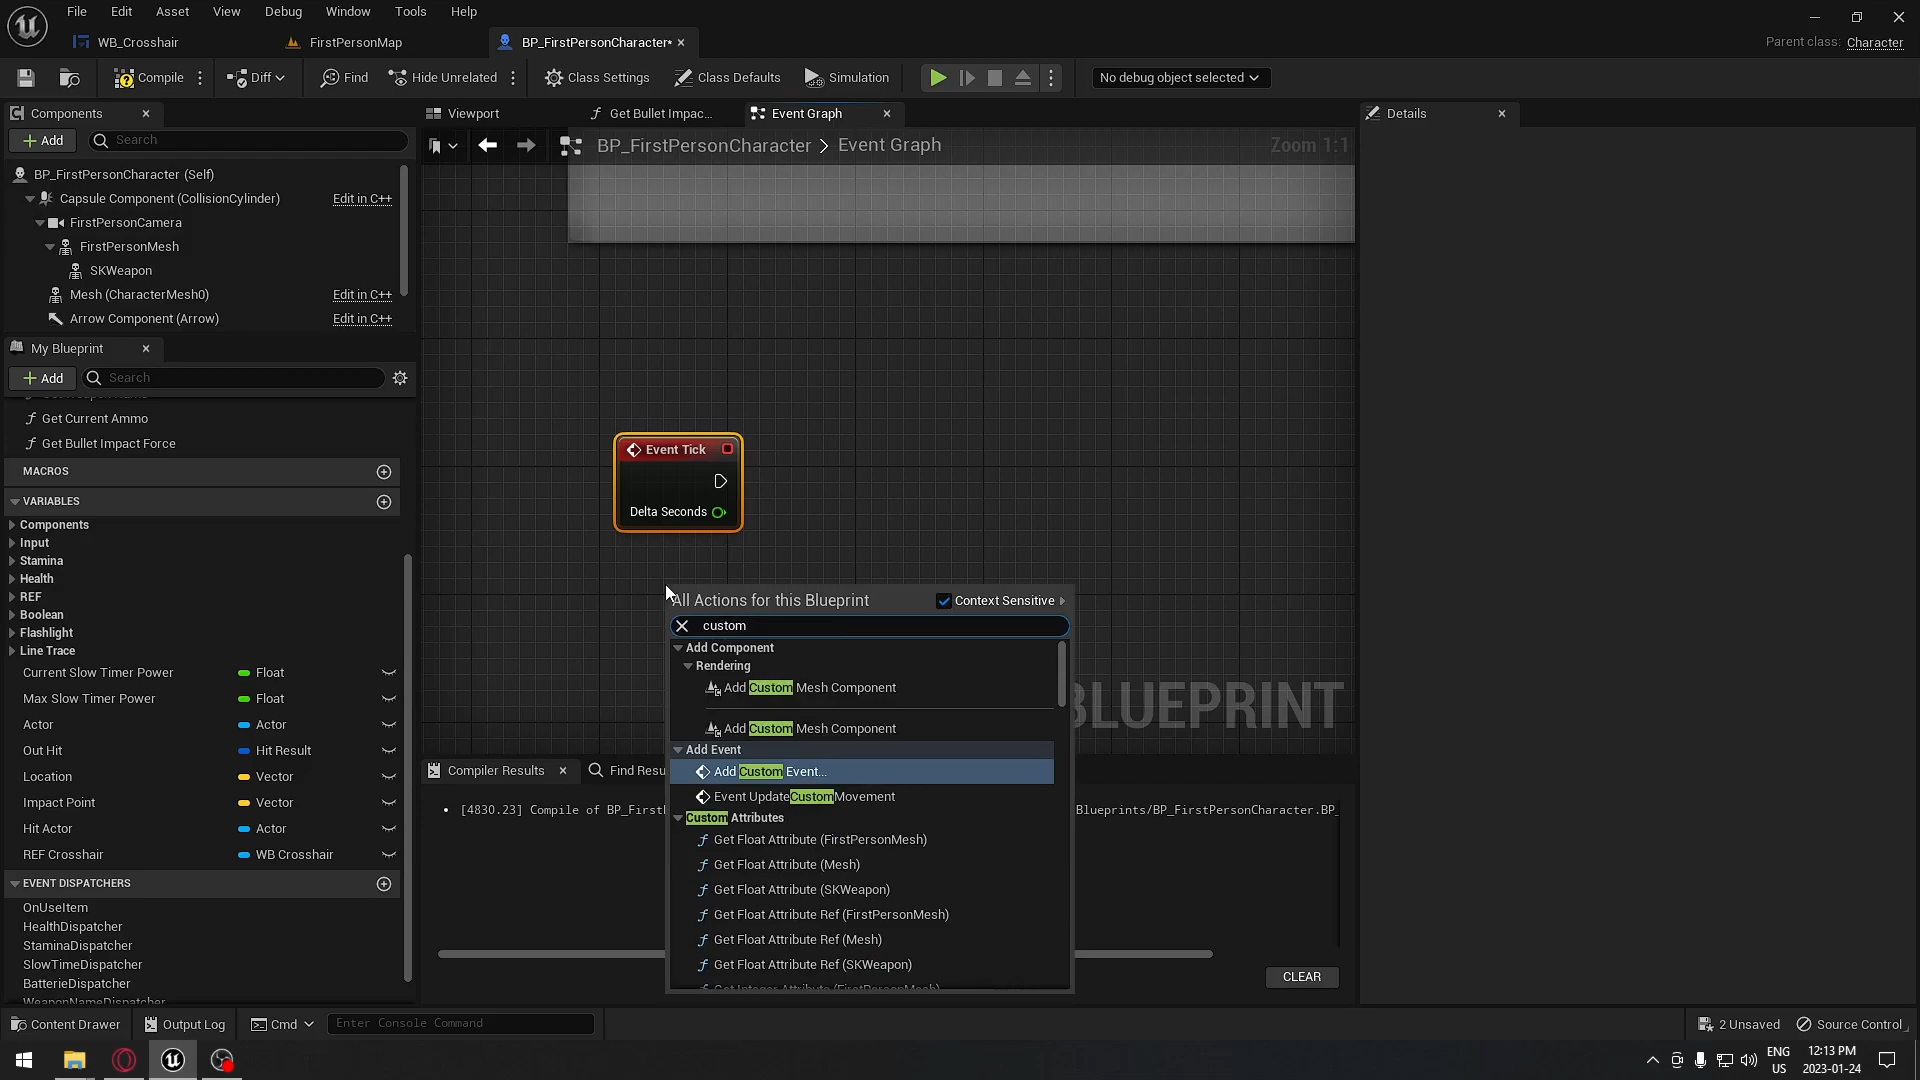 File Edit Asset View Debug Window Tools Help
WB_Crosshair
FirstPersonMap
BP_FirstPersonCharacter*
Parent class: Character
Compile
Diff
Find
Hide Unrelated
Class Settings
Class Defaults
Simulation
No debug object selected
Components
Add
Search
BP_FirstPersonCharacter (Self)
Capsule Component (CollisionCylinder) Edit in C++
FirstPersonCamera
FirstPersonMesh
SKWeapon
Mesh (CharacterMesh0) Edit in C++
Arrow Component (Arrow) Edit in C++
My Blueprint
Add
Search
Get Current Ammo
Get Bullet Impact Force
MACROS
VARIABLES
Components
Input
Stamina
Health
REF
Boolean
Flashlight
Line Trace
Current Slow Timer Power Float
Max Slow Timer Power Float
Actor Actor
Out Hit Hit Result
Location Vector
Impact Point Vector
Hit Actor Actor
REF Crosshair WB Crosshair
EVENT DISPATCHERS
OnUseItem
HealthDispatcher
StaminaDispatcher
SlowTimeDispatcher
BatterieDispatcher
WeaponNameDispatcher
Viewport
Get Bullet Impac...
Event Graph
BP_FirstPersonCharacter > Event Graph
Zoom 1:1
Event Tick
Delta Seconds
BLUEPRINT
All Actions for this Blueprint
Context Sensitive
custom
Add Component
Rendering
Add Custom Mesh Component
Add Custom Mesh Component
Add Event
Add Custom Event...
Event UpdateCustomMovement
Custom Attributes
Get Float Attribute (FirstPersonMesh)
Get Float Attribute (Mesh)
Get Float Attribute (SKWeapon)
Get Float Attribute Ref (FirstPersonMesh)
Get Float Attribute Ref (Mesh)
Get Float Attribute Ref (SKWeapon)
Get Integer Attribute (FirstPersonMesh)
Compiler Results
Find Resu
[4830.23] Compile of BP_FirstP
Blueprints/BP_FirstPersonCharacter.BP_
CLEAR
Details
Content Drawer
Output Log
Cmd
Enter Console Command
2 Unsaved
Source Control
ENG
US
12:13 PM
2023-01-24